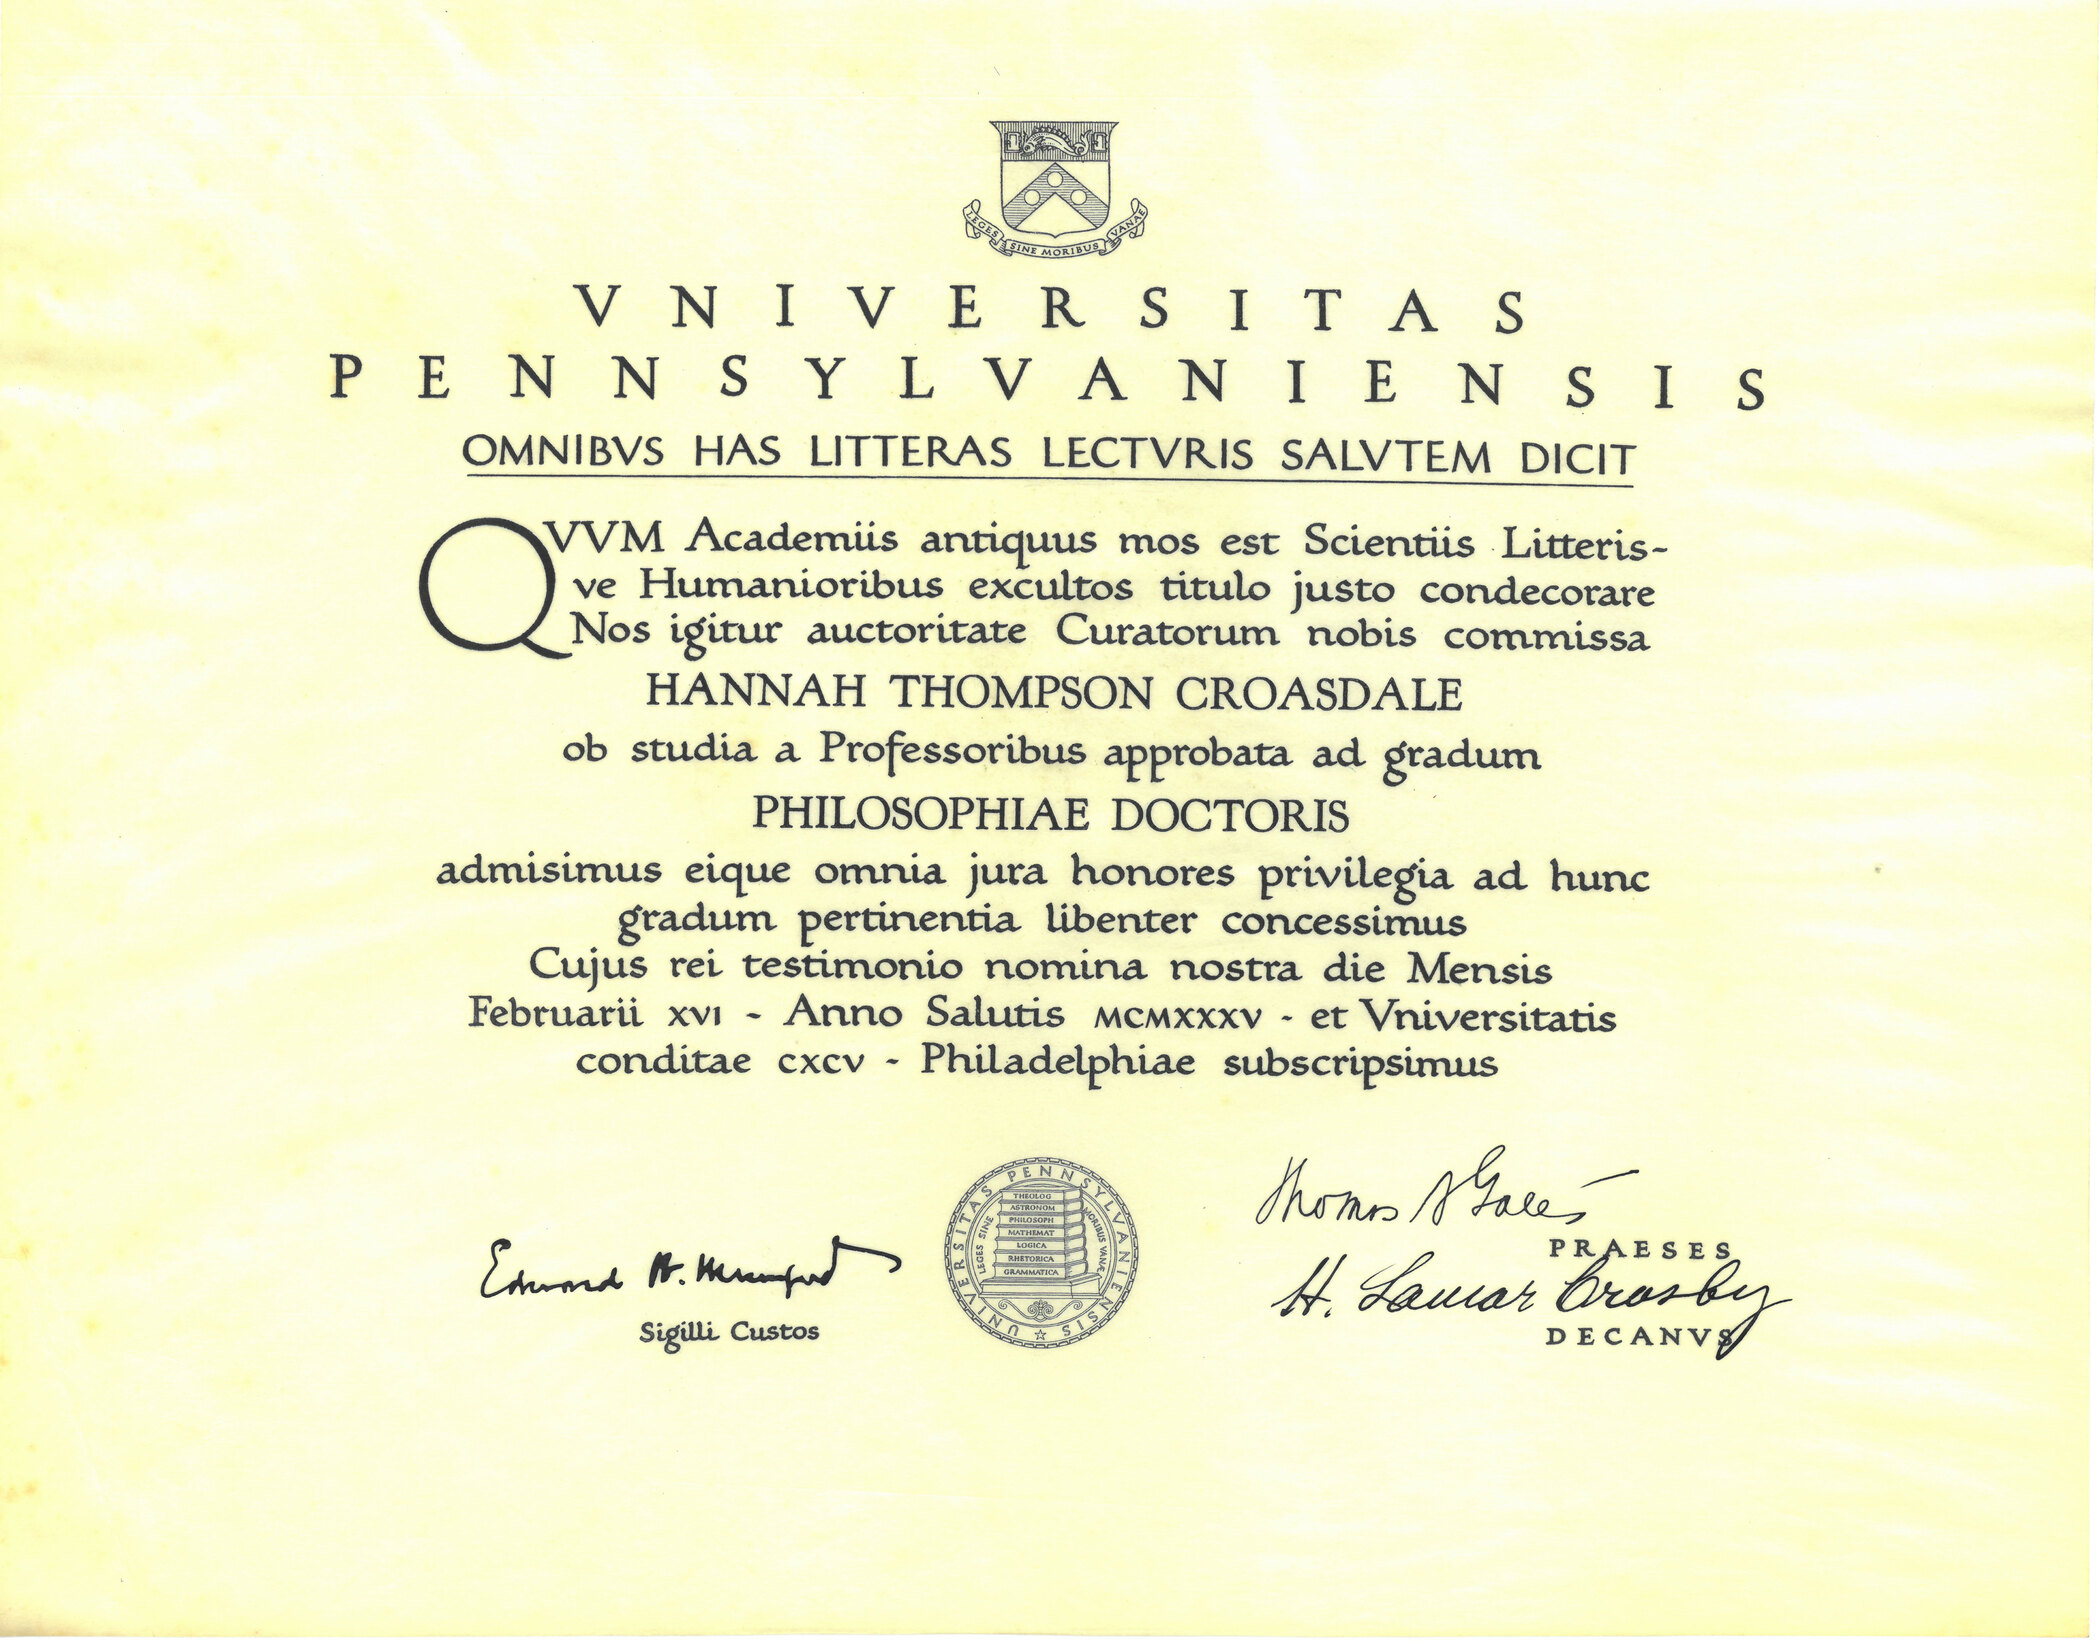 LEGES SINE MORIBUS VANAE
VNIVERSITAS
PENNSYLVANIENSIS
OMNIBVS HAS LITTERAS LECTVRIS SALVTEM DICIT
QVVM Academiis antiquus mos est Scientiis Litteris-
ve Humanioribus excultos titulo justo condecorare
Nos igitur auctoritate Curatorum nobis commissa
HANNAH THOMPSON CROASDALE
ob studia a Professoribus approbata ad gradum
PHILOSOPHIAE DOCTORIS
admisimus eique omnia jura honores privilegia ad hunc
gradum pertinentia libenter concessimus
Cujus rei testimonio nomina nostra die Mensis
Februarii XVI - Anno Salutis MCMXXXV - et Vniversitatis
conditae CXCV - Philadelphiae subscripsimus
Edward W. Mumford
Sigilli Custos
UNIVERSITAS PENNSYLVANIENSIS
LEGES SINE MORIBUS VANÆ
THEOLOG
ASTRONOM
PHILOSOPH
MATHEMAT
LOGICA
RHETORICA
GRAMMATICA
Thomas S Gates
PRAESES
H. Lamar Crosby
DECANVS